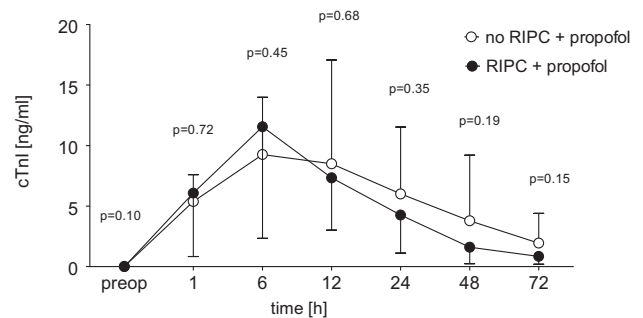 20
15
10
5
0
cTnI [ng/ml]
p=0.10
p=0.72
p=0.45
p=0.68
p=0.35
p=0.19
p=0.15
no RIPC + propofol
RIPC + propofol
preop 1 6 12 24 48 72
time [h]